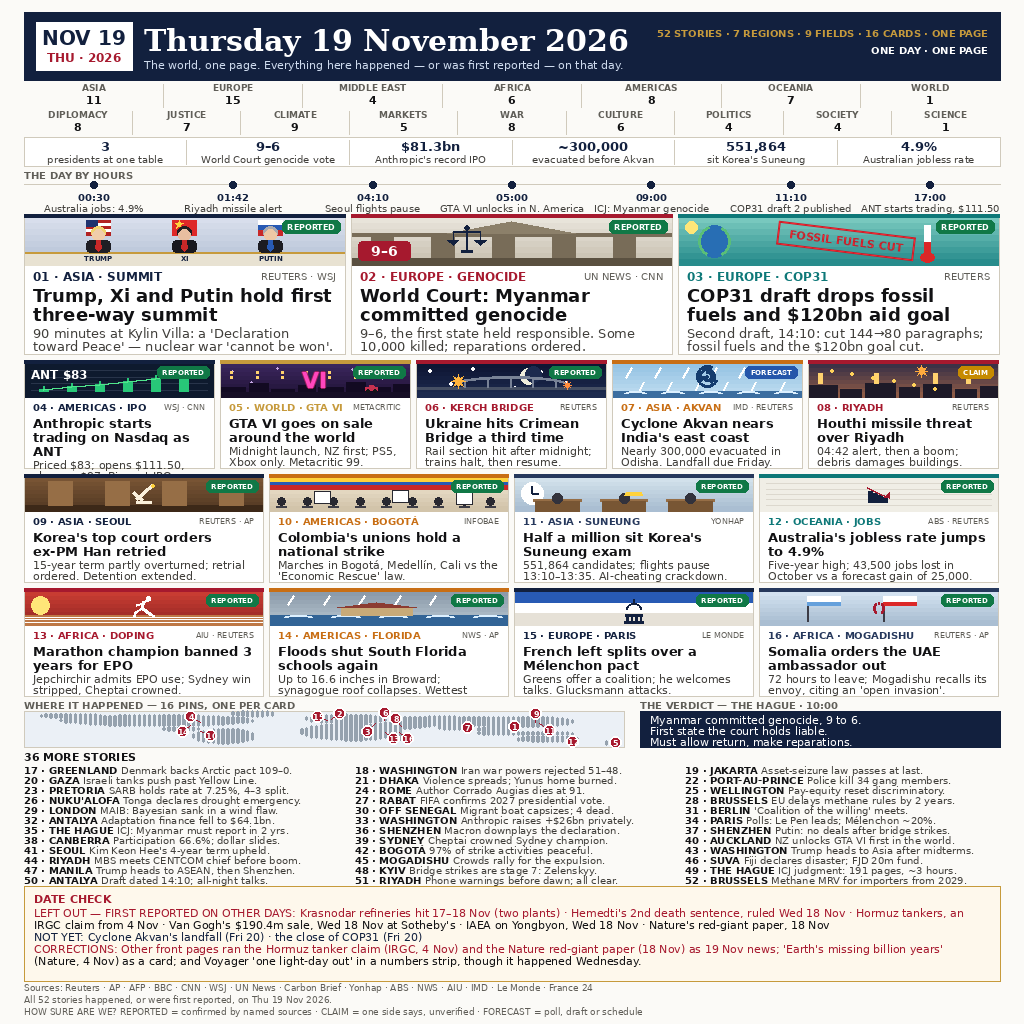 NOV 19
THU · 2026
Thursday 19 November 2026
The world, one page. Everything here happened — or was first reported — on that day.
52 STORIES · 7 REGIONS · 9 FIELDS · 16 CARDS · ONE PAGE
ONE DAY · ONE PAGE
ASIA EUROPE MIDDLE EAST AFRICA AMERICAS OCEANIA WORLD
11 15 4 6 8 7 1
DIPLOMACY JUSTICE CLIMATE MARKETS WAR CULTURE POLITICS SOCIETY SCIENCE
8 7 9 5 8 6 4 4 1
3 9–6 $81.3bn ~300,000 551,864 4.9%
presidents at one table World Court genocide vote Anthropic's record IPO evacuated before Akvan sit Korea's Suneung Australian jobless rate
THE DAY BY HOURS
00:30 01:42 04:10 05:00 09:00 11:10 17:00
Australia jobs: 4.9% Riyadh missile alert Seoul flights pause GTA VI unlocks in N. America ICJ: Myanmar genocide COP31 draft 2 published ANT starts trading, $111.50
REPORTED
TRUMP XI PUTIN
01 · ASIA · SUMMIT REUTERS · WSJ
Trump, Xi and Putin hold first
three-way summit
90 minutes at Kylin Villa: a 'Declaration
toward Peace' — nuclear war 'cannot be won'.
REPORTED
9–6
02 · EUROPE · GENOCIDE UN NEWS · CNN
World Court: Myanmar
committed genocide
9–6, the first state held responsible. Some
10,000 killed; reparations ordered.
FOSSIL FUELS CUT
REPORTED
03 · EUROPE · COP31 REUTERS
COP31 draft drops fossil
fuels and $120bn aid goal
Second draft, 14:10: cut 144→80 paragraphs;
fossil fuels and the $120bn goal cut.
ANT $83
REPORTED
04 · AMERICAS · IPO WSJ · CNN
Anthropic starts
trading on Nasdaq as
ANT
Priced $83; opens $111.50,
VI
REPORTED
05 · WORLD · GTA VI METACRITIC
GTA VI goes on sale
around the world
Midnight launch, NZ first; PS5,
Xbox only. Metacritic 99.
REPORTED
06 · KERCH BRIDGE REUTERS
Ukraine hits Crimean
Bridge a third time
Rail section hit after midnight;
trains halt, then resume.
FORECAST
07 · ASIA · AKVAN IMD · REUTERS
Cyclone Akvan nears
India's east coast
Nearly 300,000 evacuated in
Odisha. Landfall due Friday.
CLAIM
08 · RIYADH REUTERS
Houthi missile threat
over Riyadh
04:42 alert, then a boom;
debris damages buildings.
REPORTED
09 · ASIA · SEOUL REUTERS · AP
Korea's top court orders
ex-PM Han retried
15-year term partly overturned; retrial
ordered. Detention extended.
REPORTED
10 · AMERICAS · BOGOTÁ INFOBAE
Colombia's unions hold a
national strike
Marches in Bogotá, Medellín, Cali vs the
'Economic Rescue' law.
REPORTED
11 · ASIA · SUNEUNG YONHAP
Half a million sit Korea's
Suneung exam
551,864 candidates; flights pause
13:10–13:35. AI-cheating crackdown.
REPORTED
12 · OCEANIA · JOBS ABS · REUTERS
Australia's jobless rate jumps
to 4.9%
Five-year high; 43,500 jobs lost in
October vs a forecast gain of 25,000.
REPORTED
13 · AFRICA · DOPING AIU · REUTERS
Marathon champion banned 3
years for EPO
Jepchirchir admits EPO use; Sydney win
stripped, Cheptai crowned.
REPORTED
14 · AMERICAS · FLORIDA NWS · AP
Floods shut South Florida
schools again
Up to 16.6 inches in Broward;
synagogue roof collapses. Wettest
REPORTED
15 · EUROPE · PARIS LE MONDE
French left splits over a
Mélenchon pact
Greens offer a coalition; he welcomes
talks. Glucksmann attacks.
REPORTED
16 · AFRICA · MOGADISHU REUTERS · AP
Somalia orders the UAE
ambassador out
72 hours to leave; Mogadishu recalls its
envoy, citing an 'open invasion'.
WHERE IT HAPPENED — 16 PINS, ONE PER CARD
4 2 6 8 3 7 1 9 5
THE VERDICT — THE HAGUE · 10:00
Myanmar committed genocide, 9 to 6.
First state the court holds liable.
Must allow return, make reparations.
36 MORE STORIES
17 · GREENLAND Denmark backs Arctic pact 109–0.
18 · WASHINGTON Iran war powers rejected 51–48.
19 · JAKARTA Asset-seizure law passes at last.
20 · GAZA Israeli tanks push past Yellow Line.
21 · DHAKA Violence spreads; Yunus home burned.
22 · PORT-AU-PRINCE Police kill 34 gang members.
23 · PRETORIA SARB holds rate at 7.25%, 4–3 split.
24 · ROME Author Corrado Augias dies at 91.
25 · WELLINGTON Pay-equity reset discriminatory.
26 · NUKU'ALOFA Tonga declares drought emergency.
27 · RABAT FIFA confirms 2027 presidential vote.
28 · BRUSSELS EU delays methane rules by 2 years.
29 · LONDON MAIB: Bayesian sank in a wind flaw.
30 · OFF SENEGAL Migrant boat capsizes; 4 dead.
31 · BERLIN 'Coalition of the willing' meets.
32 · ANTALYA Adaptation finance fell to $64.1bn.
33 · WASHINGTON Anthropic raises +$26bn privately.
34 · PARIS Polls: Le Pen leads; Mélenchon ~20%.
35 · THE HAGUE ICJ: Myanmar must report in 2 yrs.
36 · SHENZHEN Macron downplays the declaration.
37 · SHENZHEN Putin: no deals after bridge strikes.
38 · CANBERRA Participation 66.6%; dollar slides.
39 · SYDNEY Cheptai crowned Sydney champion.
40 · AUCKLAND NZ unlocks GTA VI first in the world.
41 · SEOUL Kim Keon Hee's 4-year term upheld.
42 · BOGOTÁ 97% of strike activities peaceful.
43 · WASHINGTON Trump heads to Asia after midterms.
44 · RIYADH MBS meets CENTCOM chief before boom.
45 · MOGADISHU Crowds rally for the expulsion.
46 · SUVA Fiji declares disaster; FJD 20m fund.
47 · MANILA Trump heads to ASEAN, then Shenzhen.
48 · KYIV Bridge strikes are stage 7: Zelenskyy.
49 · THE HAGUE ICJ judgment: 191 pages, ~3 hours.
50 · ANTALYA Draft dated 14:10; all-night talks.
51 · RIYADH Phone warnings before dawn; all clear.
52 · BRUSSELS Methane MRV for importers from 2029.
DATE CHECK
LEFT OUT — FIRST REPORTED ON OTHER DAYS: Krasnodar refineries hit 17–18 Nov (two plants) · Hemedti's 2nd death sentence, ruled Wed 18 Nov · Hormuz tankers, an
IRGC claim from 4 Nov · Van Gogh's $190.4m sale, Wed 18 Nov at Sotheby's · IAEA on Yongbyon, Wed 18 Nov · Nature's red-giant paper, 18 Nov
NOT YET: Cyclone Akvan's landfall (Fri 20) · the close of COP31 (Fri 20)
CORRECTIONS: Other front pages ran the Hormuz tanker claim (IRGC, 4 Nov) and the Nature red-giant paper (18 Nov) as 19 Nov news; 'Earth's missing billion years'
(Nature, 4 Nov) as a card; and Voyager 'one light-day out' in a numbers strip, though it happened Wednesday.
Sources: Reuters · AP · AFP · BBC · CNN · WSJ · UN News · Carbon Brief · Yonhap · ABS · NWS · AIU · IMD · Le Monde · France 24
All 52 stories happened, or were first reported, on Thu 19 Nov 2026.
HOW SURE ARE WE? REPORTED = confirmed by named sources · CLAIM = one side says, unverified · FORECAST = poll, draft or schedule